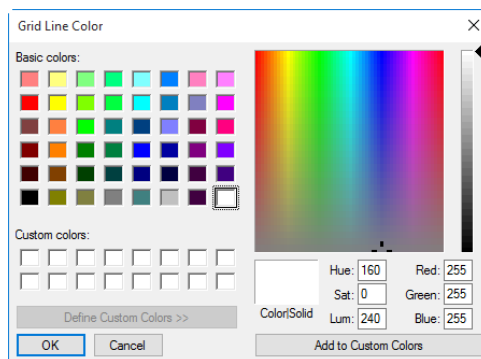 Grid Line Color
Basic colors:
Custom colors:
Define Custom Colors >>
OK
Cancel
Color|Solid
Hue: 160
Sat: 0
Lum: 240
Red: 255
Green: 255
Blue: 255
Add to Custom Colors